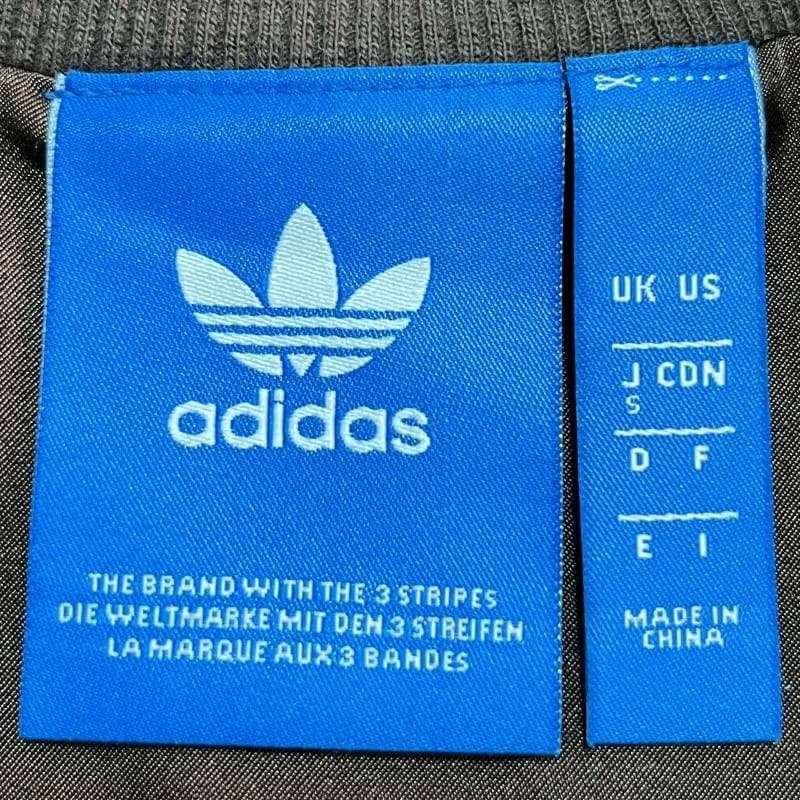 adidas
THE BRAND WITH THE 3 STRIPES
DIE WELTMARKE MIT DEN 3 STREIFEN
LA MARQUE AUX 3 BANDES
UK US
J CDN
S
D F
E I
MADE IN
CHINA